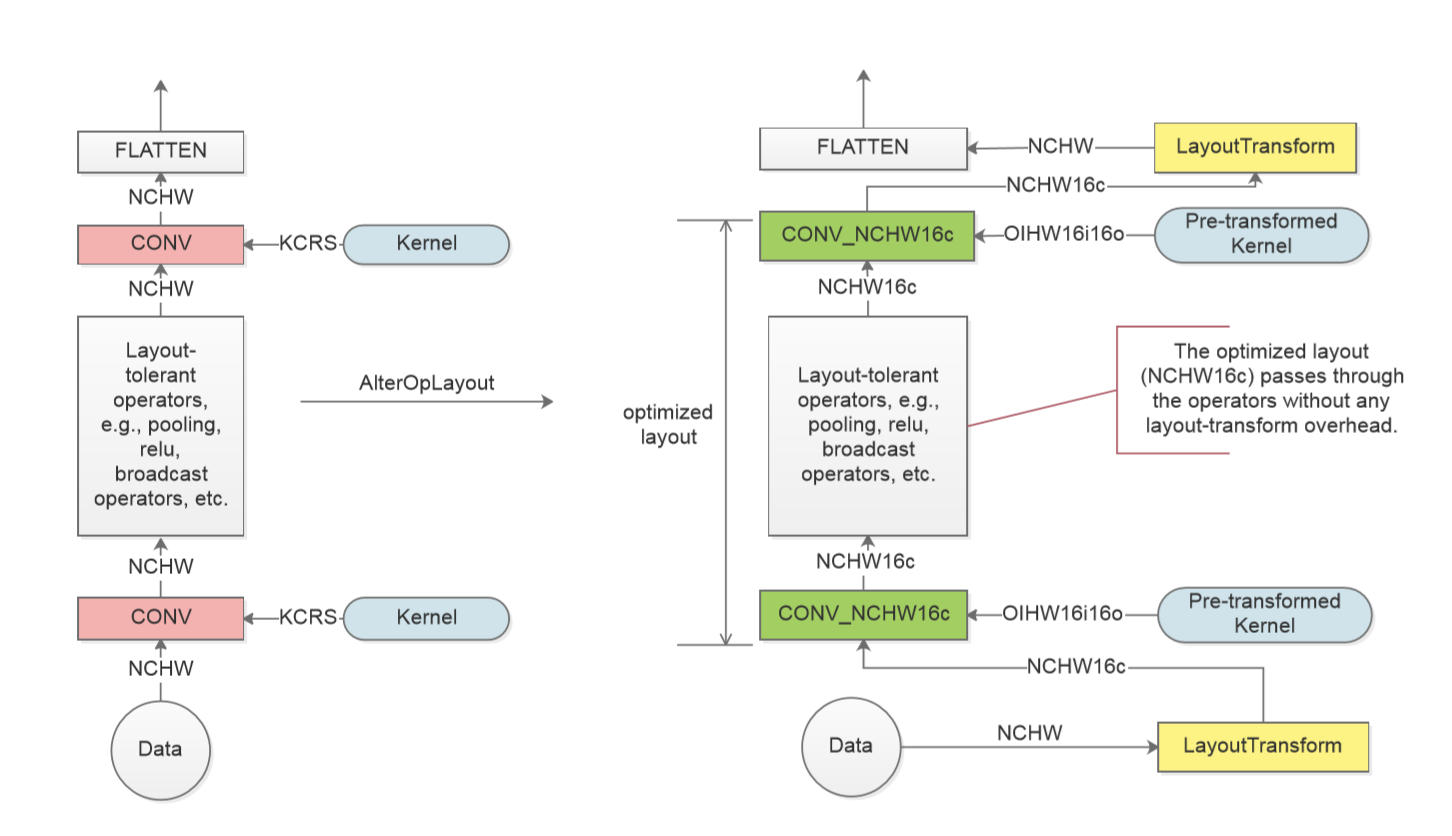 FLATTEN
NCHW
CONV
KCRS
Kernel
NCHW
Layout-
tolerant
operators,
e.g., pooling,
relu,
broadcast
operators, etc.
NCHW
CONV
KCRS
Kernel
NCHW
Data
AlterOpLayout
FLATTEN
NCHW
LayoutTransform
NCHW16c
CONV_NCHW16c
OIHW16i16o
Pre-transformed
Kernel
NCHW16c
optimized
layout
Layout-tolerant
operators, e.g.,
pooling, relu,
broadcast
operators, etc.
The optimized layout
(NCHW16c) passes through
the operators without any
layout-transform overhead.
NCHW16c
CONV_NCHW16c
OIHW16i16o
Pre-transformed
Kernel
NCHW16c
Data
NCHW
LayoutTransform